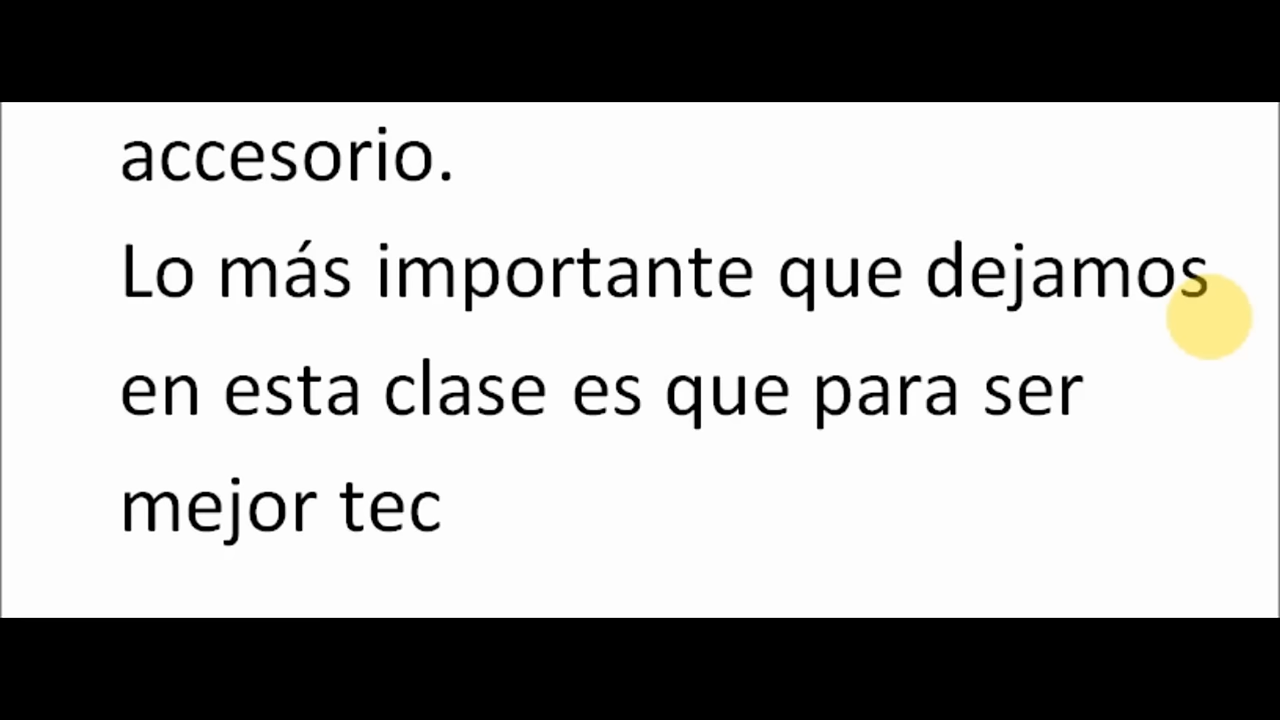 accesorio.
Lo más importante que dejamos
en esta clase es que para ser
mejor tec